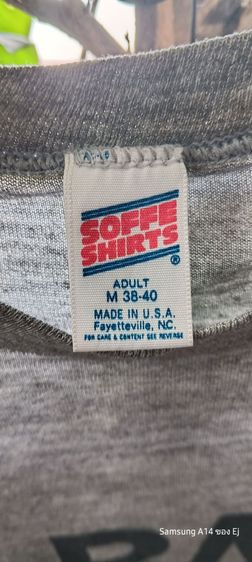 SOFFE
SHIRTS®
ADULT
M 38-40
MADE IN U.S.A.
Fayetteville, N.C.
FOR CARE & CONTENT SEE REVERSE
Samsung A14 ของ Ej